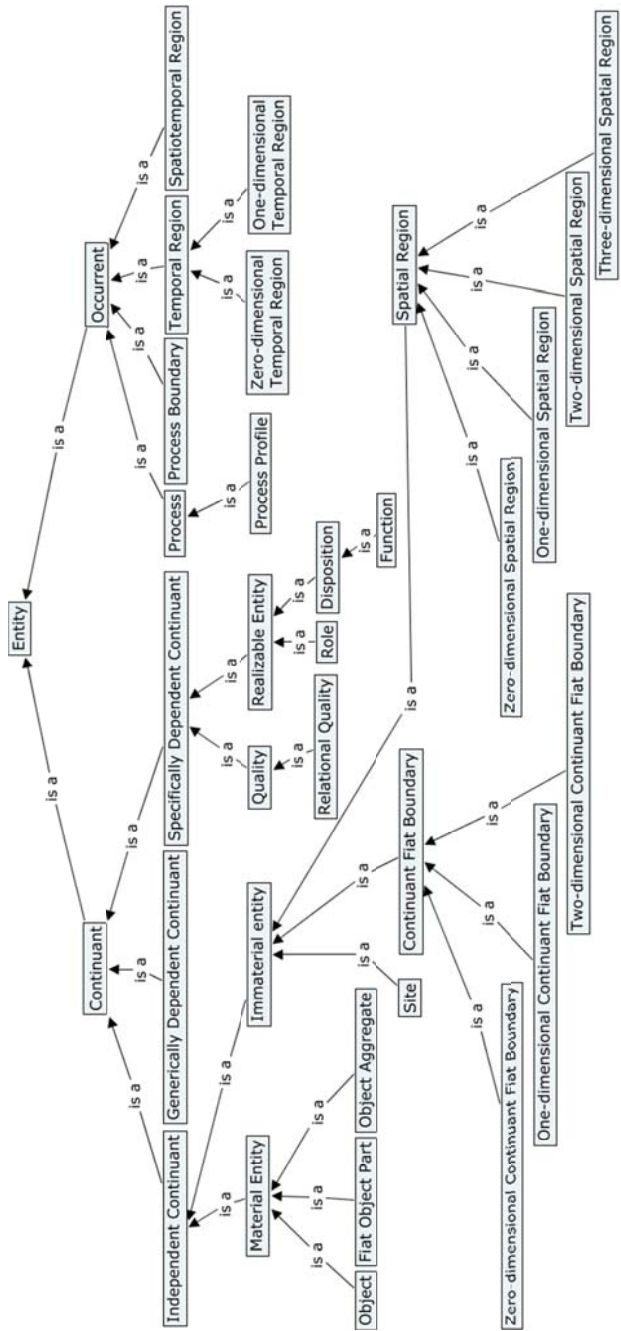 Entity
is a
is a
Continuant
Occurrent
is a
is a
is a
is a
is a
is a
is a
Independent Continuant
Generically Dependent Continuant
Specifically Dependent Continuant
Process
Process Boundary
Temporal Region
Spatiotemporal Region
is a
is a
is a
is a
is a
is a
is a
Material Entity
Immaterial entity
Quality
Realizable Entity
Process Profile
Zero-dimensional
Temporal Region
One-dimensional
Temporal Region
is a
is a
is a
is a
is a
is a
Object
Fiat Object Part
Object Aggregate
Relational Quality
Role
Disposition
is a
Function
is a
is a
is a
Site
Continuant Fiat Boundary
Spatial Region
is a
is a
is a
is a
is a
is a
is a
Zero-dimensional Continuant Fiat Boundary
One-dimensional Continuant Fiat Boundary
Two-dimensional Continuant Fiat Boundary
Zero-dimensional Spatial Region
One-dimensional Spatial Region
Two-dimensional Spatial Region
Three-dimensional Spatial Region